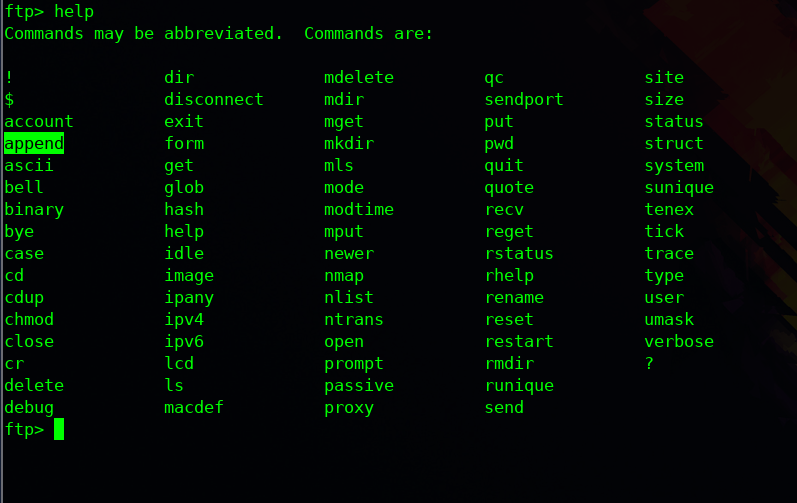 ftp> help
Commands may be abbreviated.  Commands are:
!               dir             mdelete         qc              site
$               disconnect      mdir            sendport        size
account         exit            mget            put             status
append          form            mkdir           pwd             struct
ascii           get             mls             quit            system
bell            glob            mode            quote           sunique
binary          hash            modtime         recv            tenex
bye             help            mput            reget           tick
case            idle            newer           rstatus         trace
cd              image           nmap            rhelp           type
cdup            ipany           nlist           rename          user
chmod           ipv4            ntrans          reset           umask
close           ipv6            open            restart         verbose
cr              lcd             prompt          rmdir           ?
delete          ls              passive         runique
debug           macdef          proxy           send
ftp>